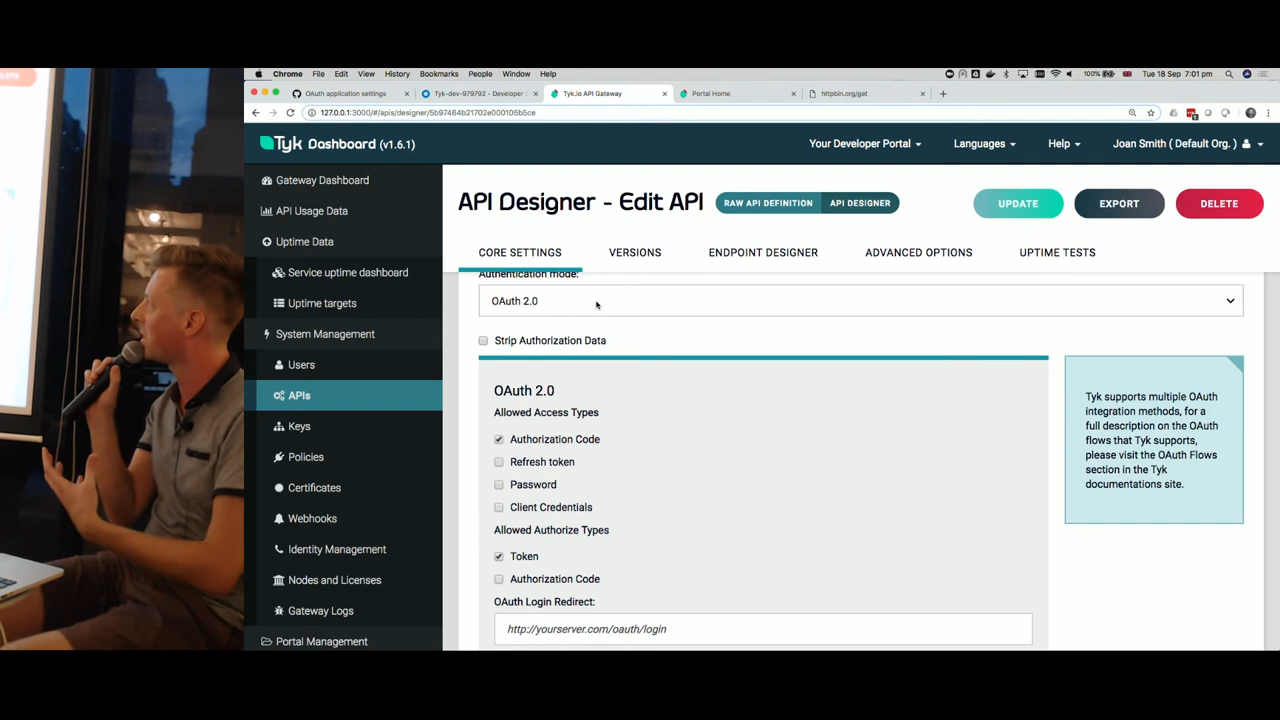 Chrome File Edit View History Bookmarks People Window Help 100% Tue 18 Sep 7:01 pm
OAuth application settings Tyk-dev-979792 - Developer Tyk.io API Gateway Portal Home httpbin.org/get
127.0.0.1:3000/#/apis/designer/5b97464b21702e000105b5ce
Tyk Dashboard (v1.6.1) Your Developer Portal Languages Help Joan Smith ( Default Org. )
Gateway Dashboard
API Usage Data
Uptime Data
Service uptime dashboard
Uptime targets
System Management
Users
APIs
Keys
Policies
Certificates
Webhooks
Identity Management
Nodes and Licenses
Gateway Logs
Portal Management
API Designer - Edit API RAW API DEFINITION API DESIGNER UPDATE EXPORT DELETE
CORE SETTINGS VERSIONS ENDPOINT DESIGNER ADVANCED OPTIONS UPTIME TESTS
Authentication mode:
OAuth 2.0
Strip Authorization Data
OAuth 2.0
Allowed Access Types
Authorization Code
Refresh token
Password
Client Credentials
Allowed Authorize Types
Token
Authorization Code
OAuth Login Redirect:
http://yourserver.com/oauth/login
Tyk supports multiple OAuth
integration methods, for a
full description on the OAuth
flows that Tyk supports,
please visit the OAuth Flows
section in the Tyk
documentations site.